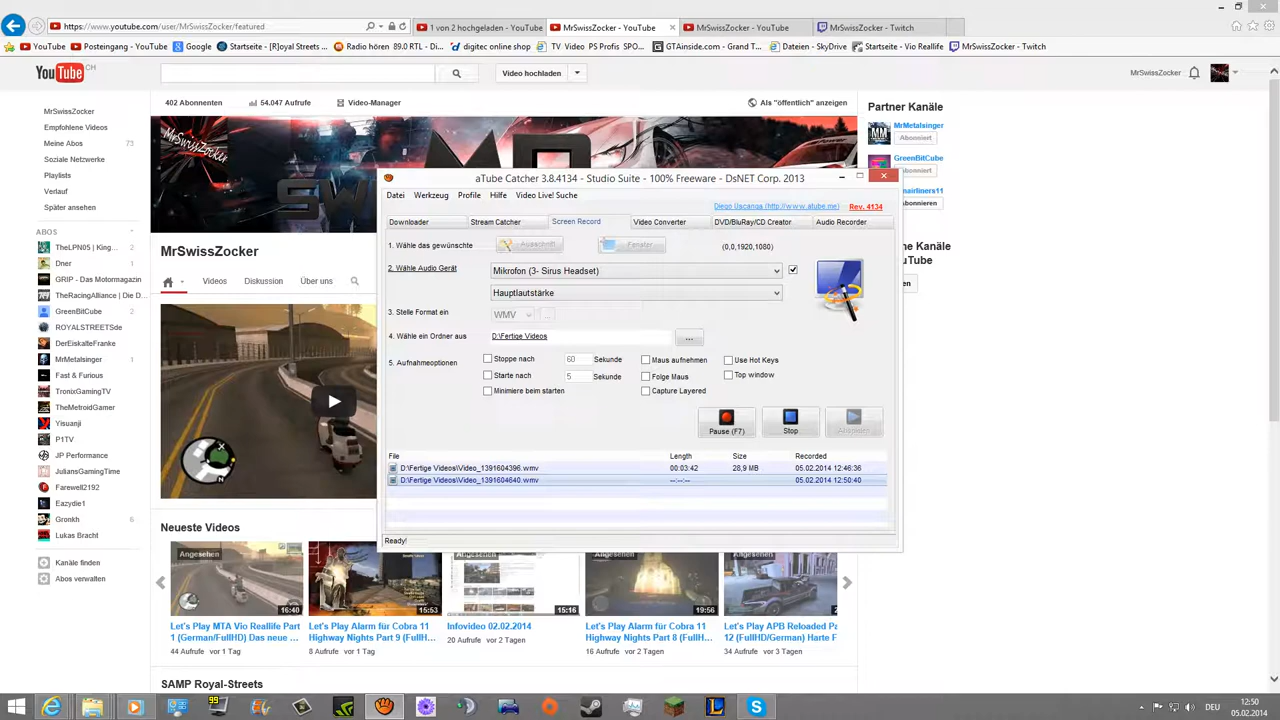 https://www.youtube.com/user/MrSwissZocker/featured
1 von 2 hochgeladen - YouTube
MrSwissZocker - YouTube
MrSwissZocker - YouTube
MrSwissZocker - Twitch
YouTube
Posteingang - YouTube
Google
Startseite - [R]oyal Streets ...
Radio hören 89.0 RTL - Di...
digitec online shop
TV Video PS Profis SPO...
GTAinside.com - Grand T...
Dateien - SkyDrive
Startseite - Vio Reallife
MrSwissZocker - Twitch
YouTube CH
Video hochladen
MrSwissZocker
MrSwissZocker
Empfohlene Videos
Meine Abos 73
Soziale Netzwerke
Playlists
Verlauf
Später ansehen
ABOS
TheLPN05 | King...
Dner
GRIP - Das Motormagazin
TheRacingAlliance | Die D...
GreenBitCube
ROYALSTREETSde
DerEiskalteFranke
MrMetalsinger 1
Fast & Furious
TronixGamingTV
TheMetroidGamer
Yisuanji
P1TV
JP Performance
JuliansGamingTime
Farewell2192
Eazydie1
Gronkh 6
Lukas Bracht
Kanäle finden
Abos verwalten
402 Abonnenten
54.047 Aufrufe
Video-Manager
Als "öffentlich" anzeigen
MrSwissZocker
MrSwissZocker
Videos
Diskussion
Über uns
Partner Kanäle
MrMetalsinger
Abonniert
GreenBitCube
Abonniert
Abonnieren
aTube Catcher 3.8.4134 - Studio Suite - 100% Freeware - DsNET Corp. 2013
Datei Werkzeug Profile Hilfe Video Live! Suche
Diego Uscanga (http://www.atube.me)
Rev. 4134
Downloader
Stream Catcher
Screen Record
Video Converter
DVD/BluRay/CD Creator
Audio Recorder
1. Wähle das gewünschte
Ausschnitt
Fenster
(0,0,1920,1080)
2. Wähle Audio Gerät
Mikrofon (3- Sirus Headset)
Hauptlautstärke
3. Stelle Format ein
WMV
...
4. Wähle ein Ordner aus
D:\Fertige Videos
...
5. Aufnahmeoptionen
Stoppe nach 60 Sekunde
Maus aufnehmen
Use Hot Keys
Starte nach 5 Sekunde
Folge Maus
Top window
Minimiere beim starten
Capture Layered
Pause (F7)
Stop
Abspielen
File Length Size Recorded
D:\Fertige Videos\Video_1391604396.wmv 00:03:42 28,9 MB 05.02.2014 12:46:36
D:\Fertige Videos\Video_1391604640.wmv --:--:-- 05.02.2014 12:50:40
Ready!
Neueste Videos
Angesehen
16:40
Angesehen
15:53
15:16
Angesehen
19:56
Angesehen
Let's Play MTA Vio Reallife Part
1 (German/FullHD) Das neue ...
44 Aufrufe vor 1 Tag
Let's Play Alarm für Cobra 11
Highway Nights Part 9 (FullH...
8 Aufrufe vor 1 Tag
Infovideo 02.02.2014
20 Aufrufe vor 2 Tagen
Let's Play Alarm für Cobra 11
Highway Nights Part 8 (FullH...
16 Aufrufe vor 2 Tagen
Let's Play APB Reloaded Pa
12 (FullHD/German) Harte F
34 Aufrufe vor 3 Tagen
SAMP Royal-Streets
99
DEU
12:50
05.02.2014